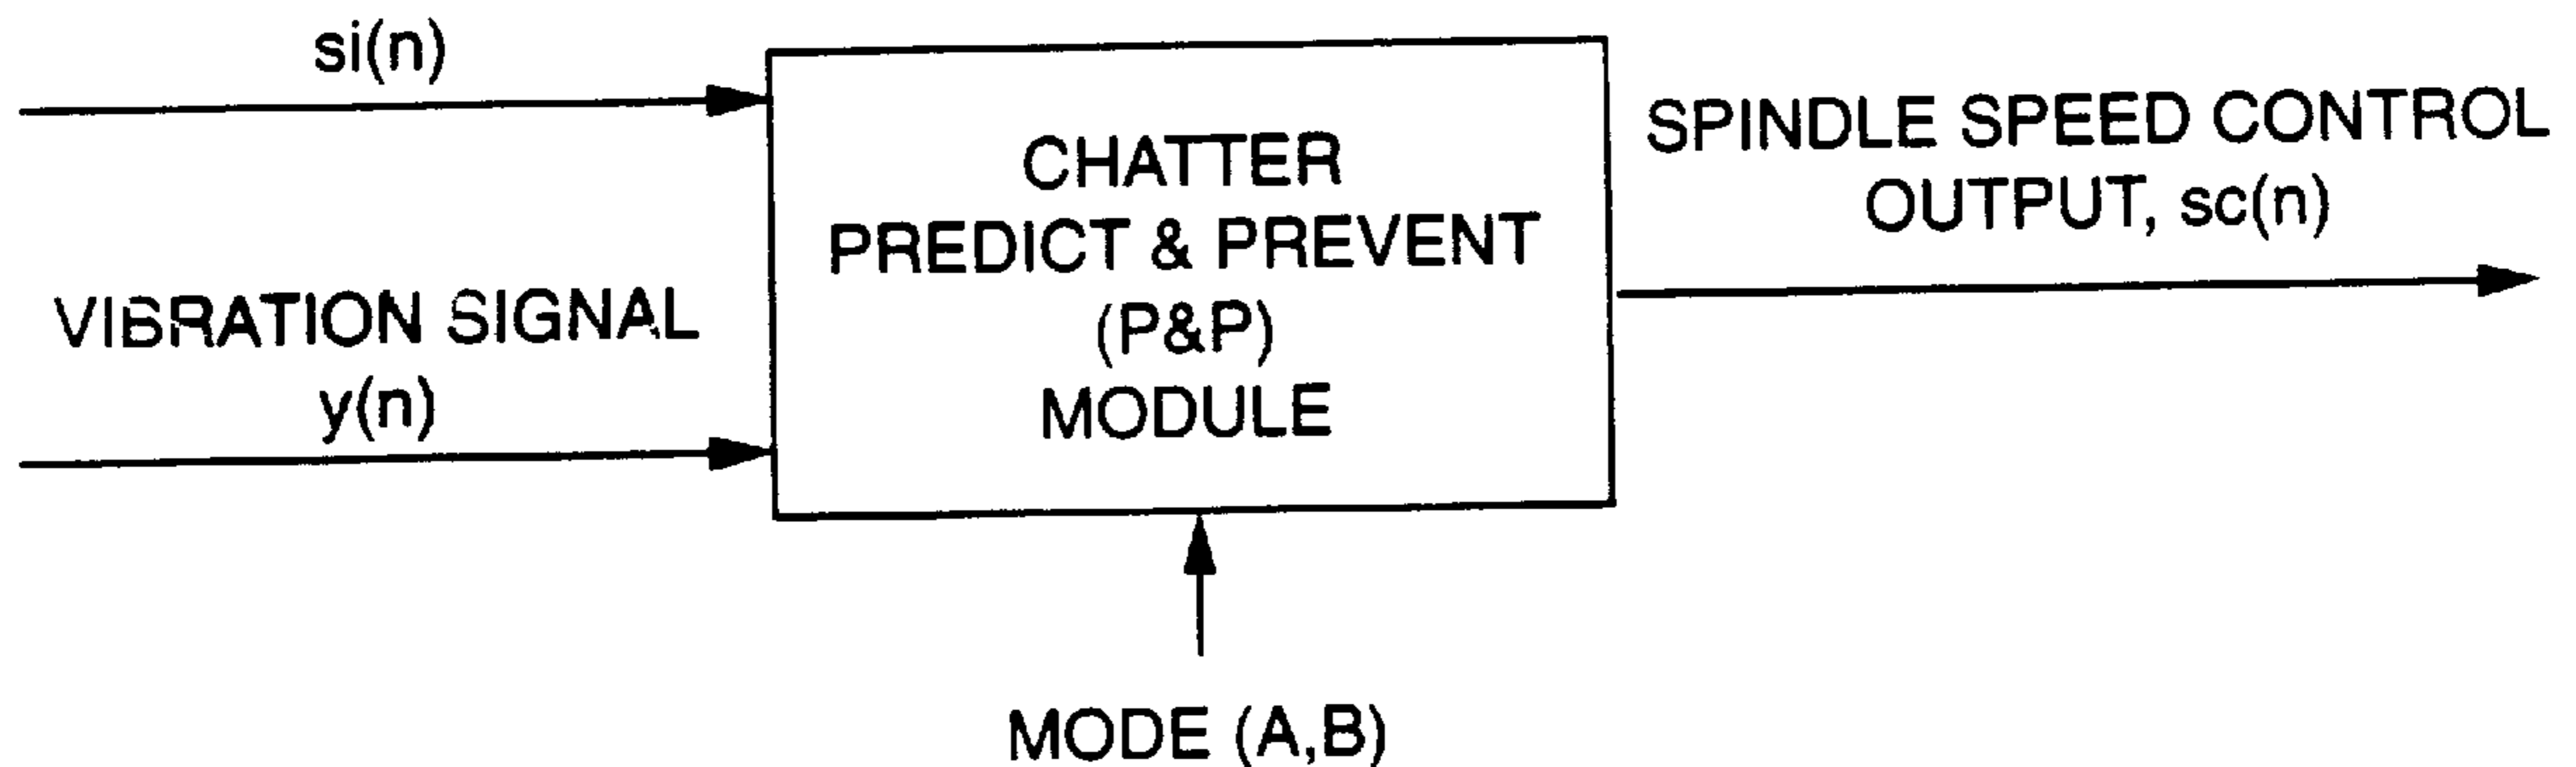 si(n)
VIBRATION SIGNAL
y(n)
CHATTER
PREDICT & PREVENT
(P&P)
MODULE
SPINDLE SPEED CONTROL
OUTPUT, sc(n)
MODE (A,B)